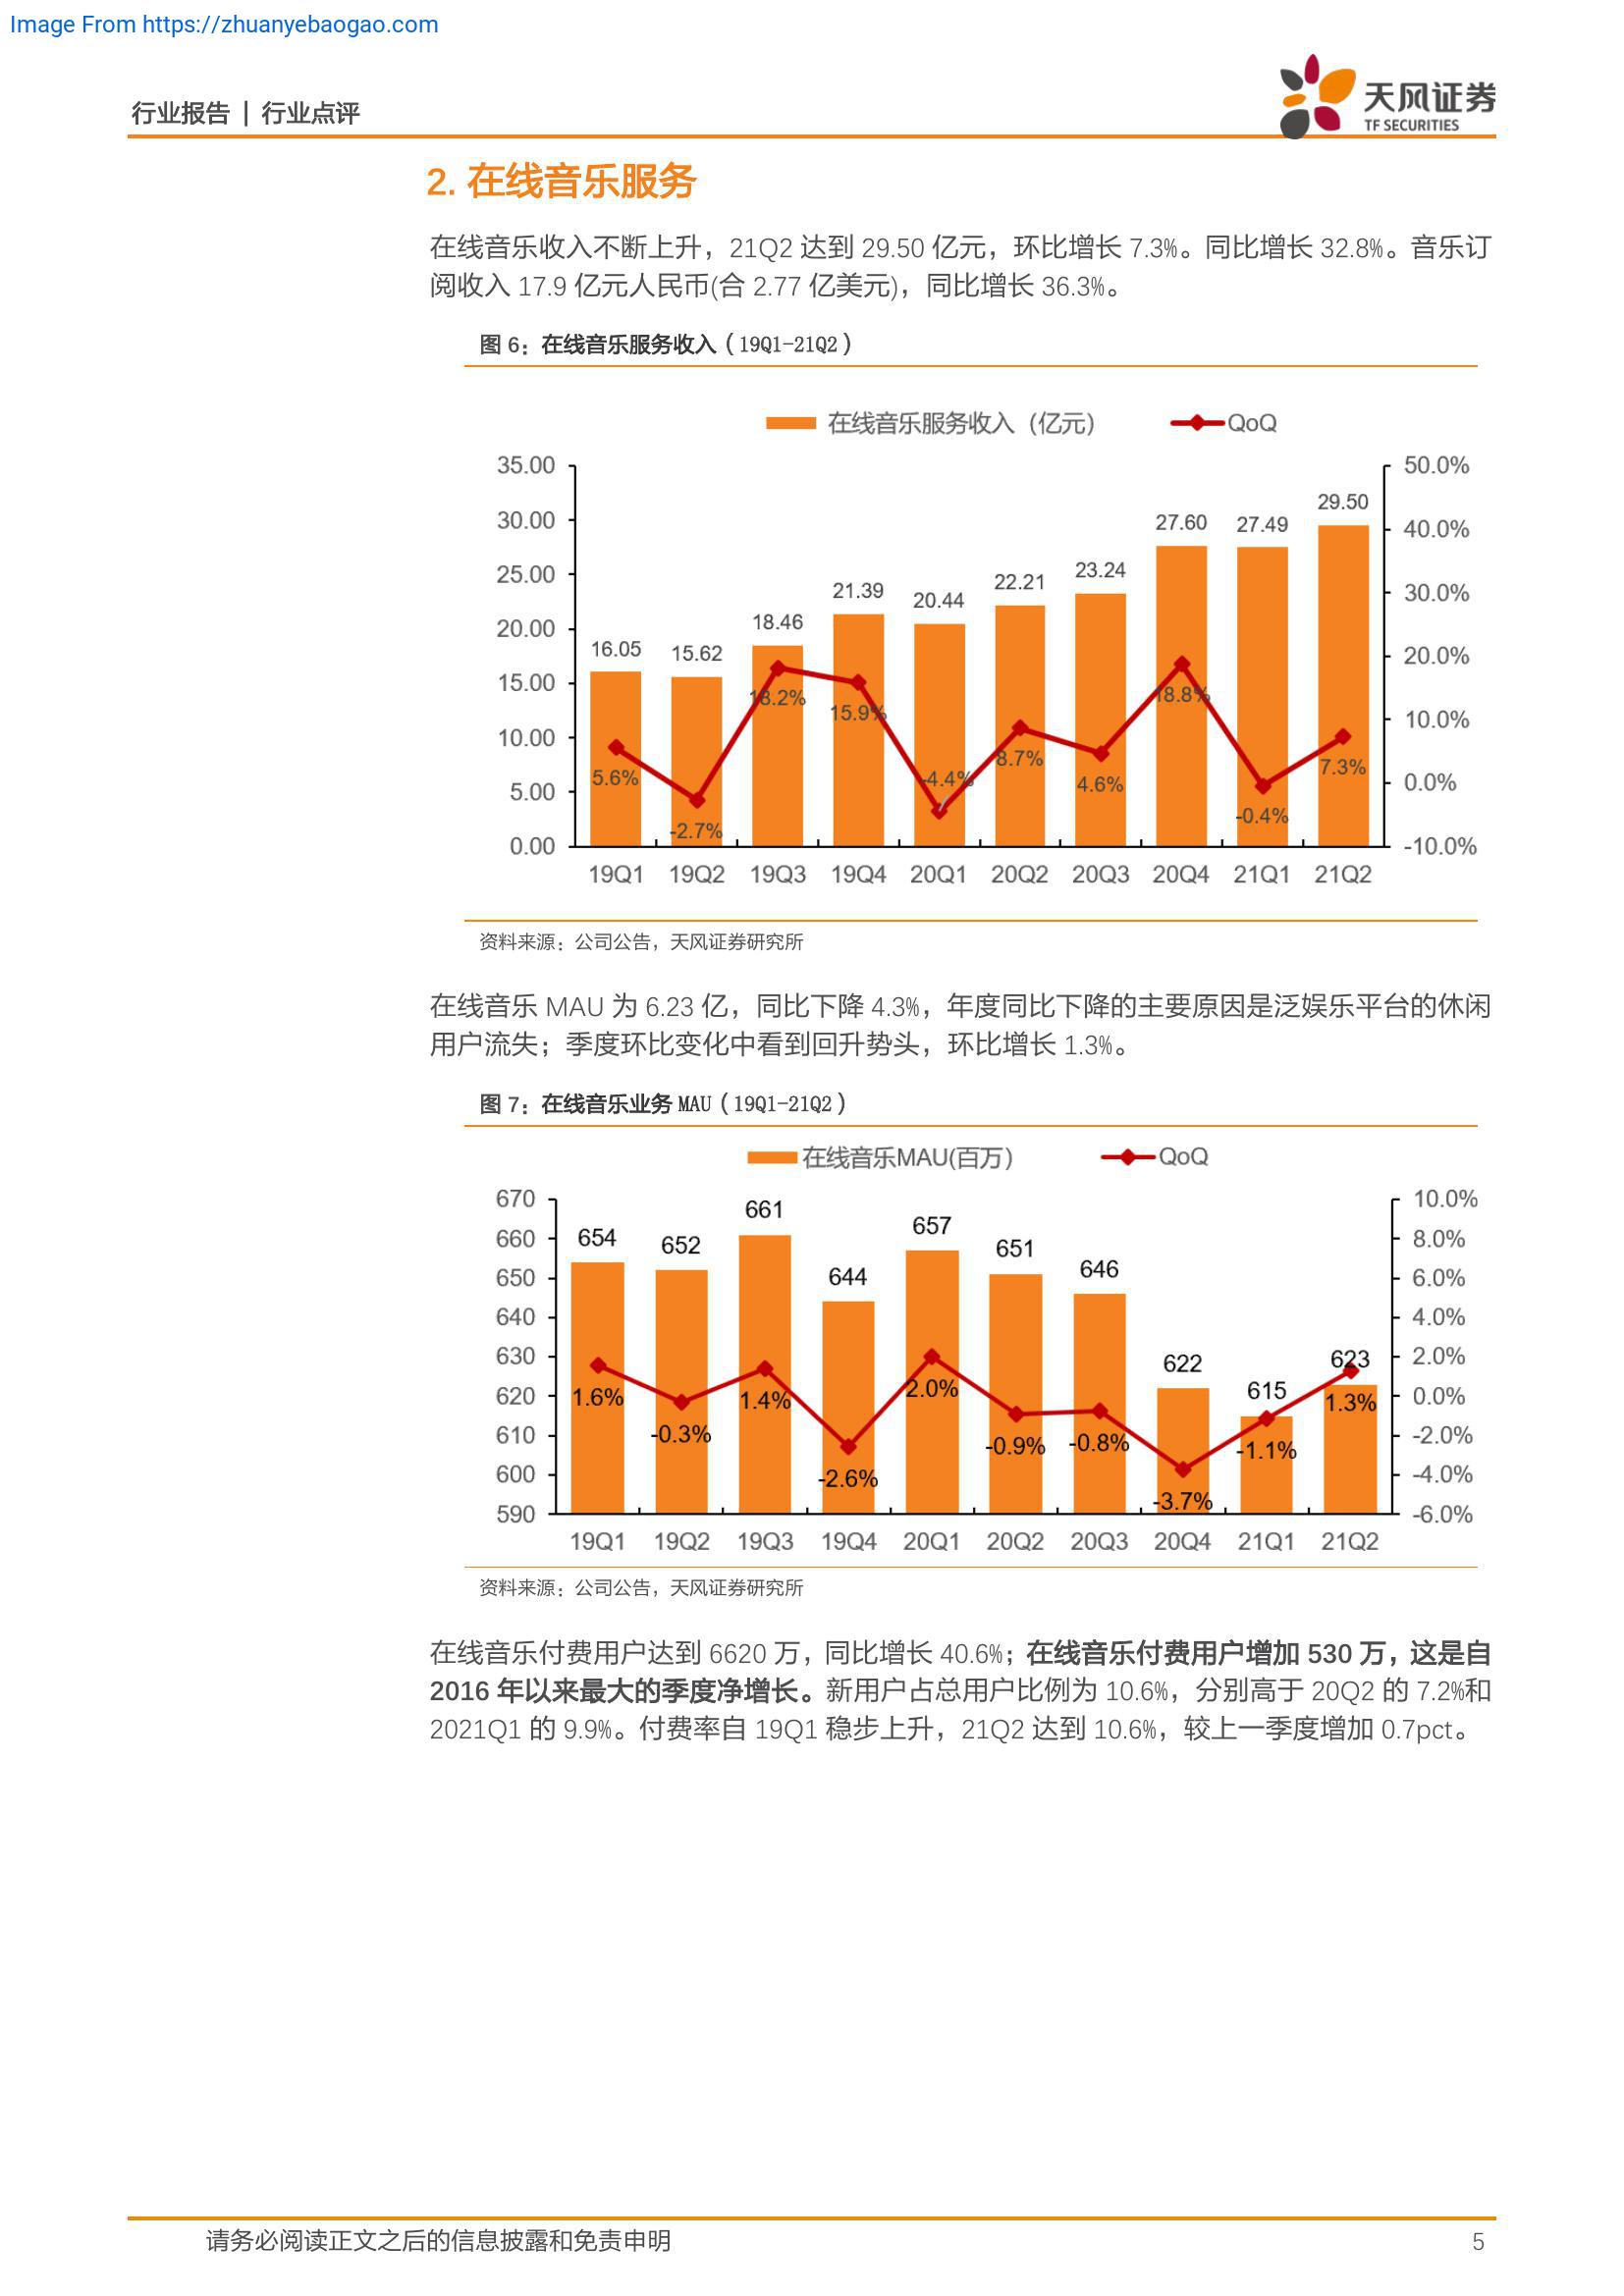 Image From https://zhuanyebaogao.com
行业报告 | 行业点评
天风证券
TF SECURITIES
2. 在线音乐服务
在线音乐收入不断上升，21Q2 达到 29.50 亿元，环比增长 7.3%。同比增长 32.8%。音乐订
阅收入 17.9 亿元人民币(合 2.77 亿美元)，同比增长 36.3%。
图 6：在线音乐服务收入（19Q1-21Q2）
在线音乐服务收入（亿元） QoQ
35.00 50.0%
29.50
30.00 27.60 27.49 40.0%
25.00 21.39 20.44 22.21 23.24 30.0%
20.00 16.05 15.62 18.46 20.0%
15.00 18.2% 15.9% 18.8% 10.0%
10.00 5.6% -4.4% 8.7% 4.6% 7.3% 0.0%
5.00 -2.7% -0.4%
0.00 -10.0%
19Q1 19Q2 19Q3 19Q4 20Q1 20Q2 20Q3 20Q4 21Q1 21Q2
资料来源：公司公告，天风证券研究所
在线音乐 MAU 为 6.23 亿，同比下降 4.3%，年度同比下降的主要原因是泛娱乐平台的休闲
用户流失；季度环比变化中看到回升势头，环比增长 1.3%。
图 7：在线音乐业务 MAU（19Q1-21Q2）
在线音乐MAU(百万） QoQ
670 10.0%
661
660 654 652 657 651 8.0%
650 644 646 6.0%
640 4.0%
630 622 623 2.0%
620 1.6% 1.4% 2.0% 615 1.3% 0.0%
610 -0.3% -0.9% -0.8% -1.1% -2.0%
600 -2.6% -3.7% -4.0%
590 -6.0%
19Q1 19Q2 19Q3 19Q4 20Q1 20Q2 20Q3 20Q4 21Q1 21Q2
资料来源：公司公告，天风证券研究所
在线音乐付费用户达到 6620 万，同比增长 40.6%；在线音乐付费用户增加 530 万，这是自
2016 年以来最大的季度净增长。新用户占总用户比例为 10.6%，分别高于 20Q2 的 7.2%和
2021Q1 的 9.9%。付费率自 19Q1 稳步上升，21Q2 达到 10.6%，较上一季度增加 0.7pct。
请务必阅读正文之后的信息披露和免责申明 5